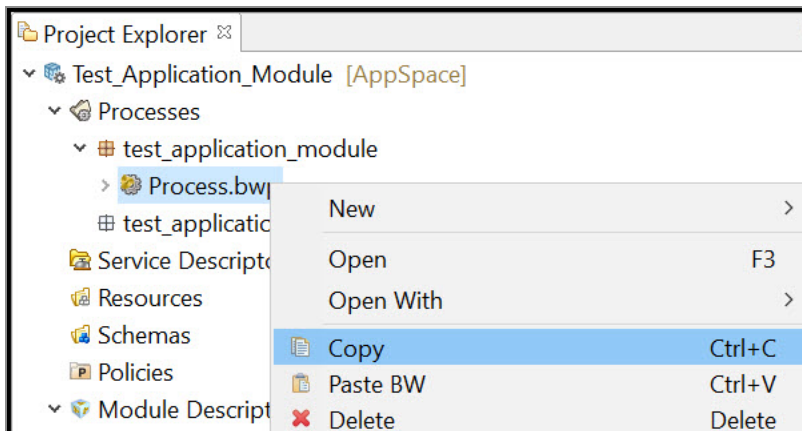 Project Explorer
Test_Application_Module [AppSpace]
Processes
test_application_module
Process.bwp
New
test_applicatic
Service Descripto
Open F3
Resources
Open With
Schemas
Copy Ctrl+C
Policies
Paste BW Ctrl+V
Module Descript
Delete Delete